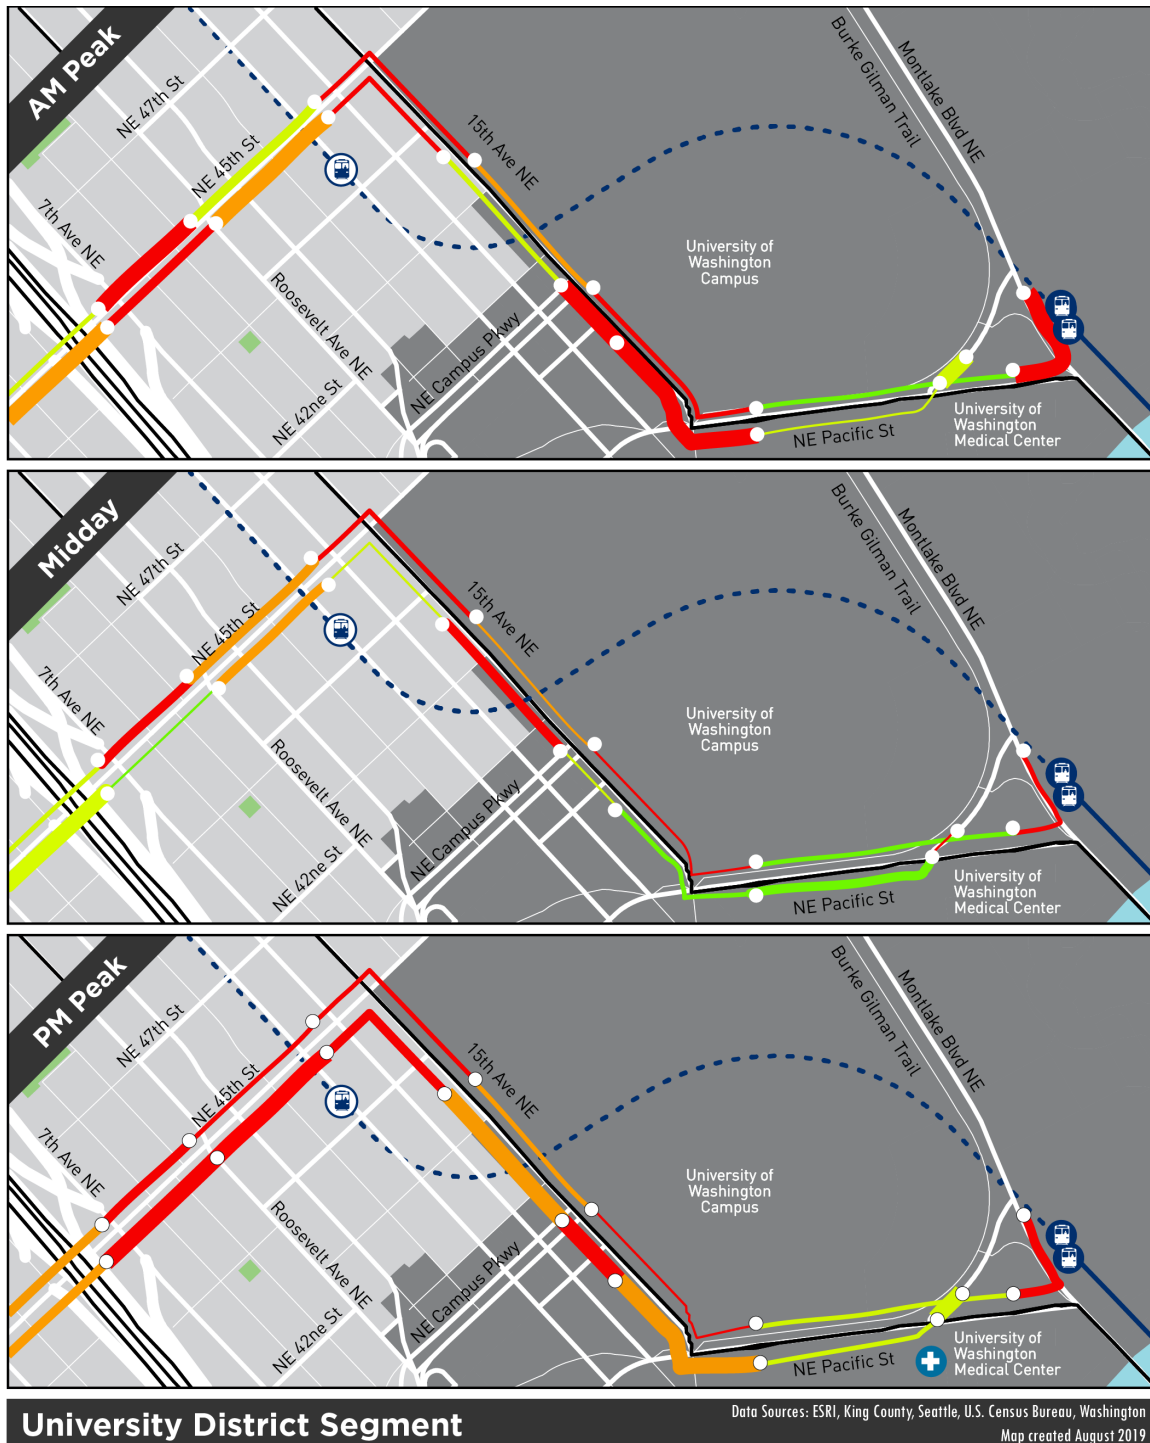 AM Peak
NE 47th St
NE 45th St
7th Ave NE
15th Ave NE
Roosevelt Ave NE
NE 42ne St
NE Campus Pkwy
University of
Washington
Campus
Burke Gilman Trail
Montlake Blvd NE
NE Pacific St
University of
Washington
Medical Center
Midday
NE 47th St
NE 45th St
7th Ave NE
15th Ave NE
Roosevelt Ave NE
NE 42ne St
NE Campus Pkwy
University of
Washington
Campus
Burke Gilman Trail
Montlake Blvd NE
NE Pacific St
University of
Washington
Medical Center
PM Peak
NE 47th St
NE 45th St
7th Ave NE
15th Ave NE
Roosevelt Ave NE
NE 42ne St
NE Campus Pkwy
University of
Washington
Campus
Burke Gilman Trail
Montlake Blvd NE
NE Pacific St
University of
Washington
Medical Center
University District Segment
Data Sources: ESRI, King County, Seattle, U.S. Census Bureau, Washington
Map created August 2019